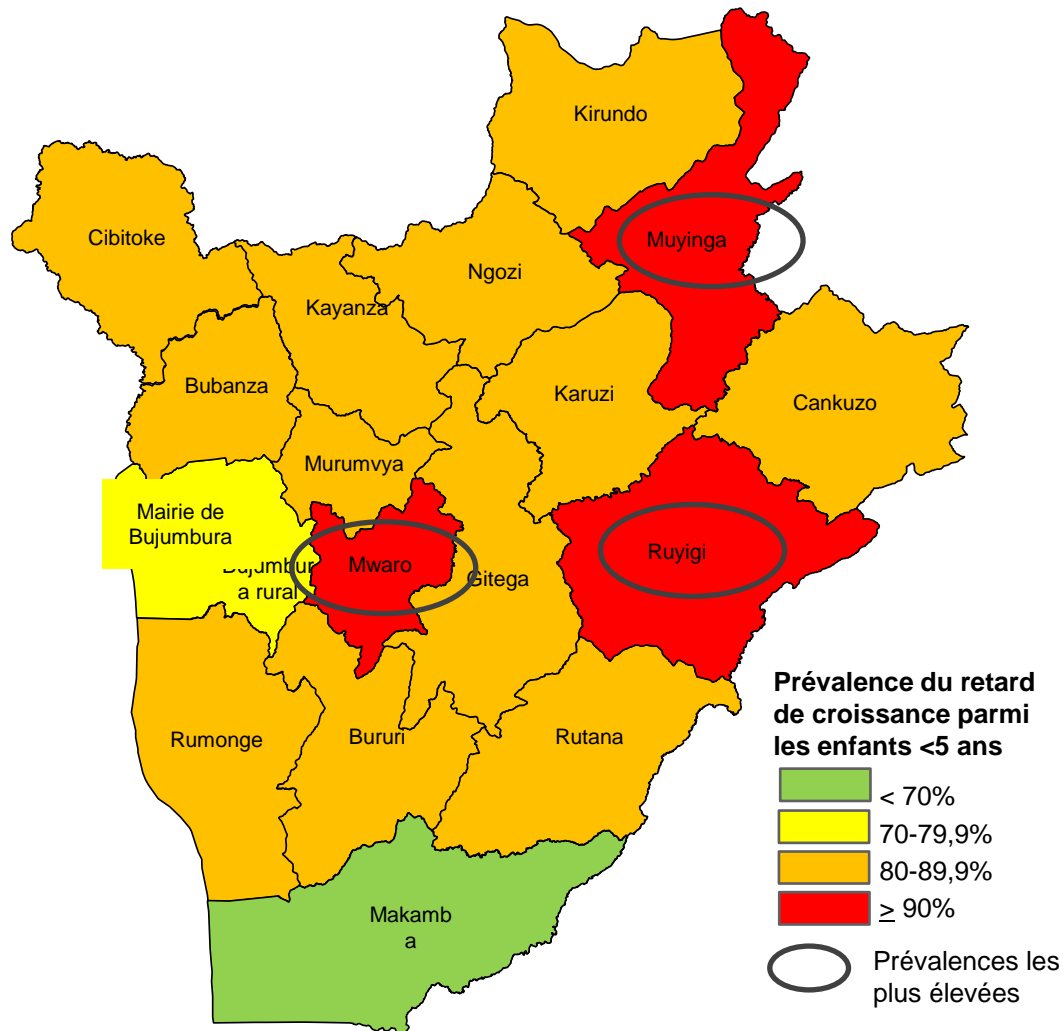 Kirundo
Cibitoke
Muyinga
Ngozi
Kayanza
Bubanza
Karuzi
Cankuzo
Murumvya
Mairie de
Bujumbura
Bujumbur
a rural
Mwaro
Gitega
Ruyigi
Rumonge
Bururi
Rutana
Makamb
a
Prévalence du retard
de croissance parmi
les enfants <5 ans
< 70%
70-79,9%
80-89,9%
≥ 90%
Prévalences les
plus élevées